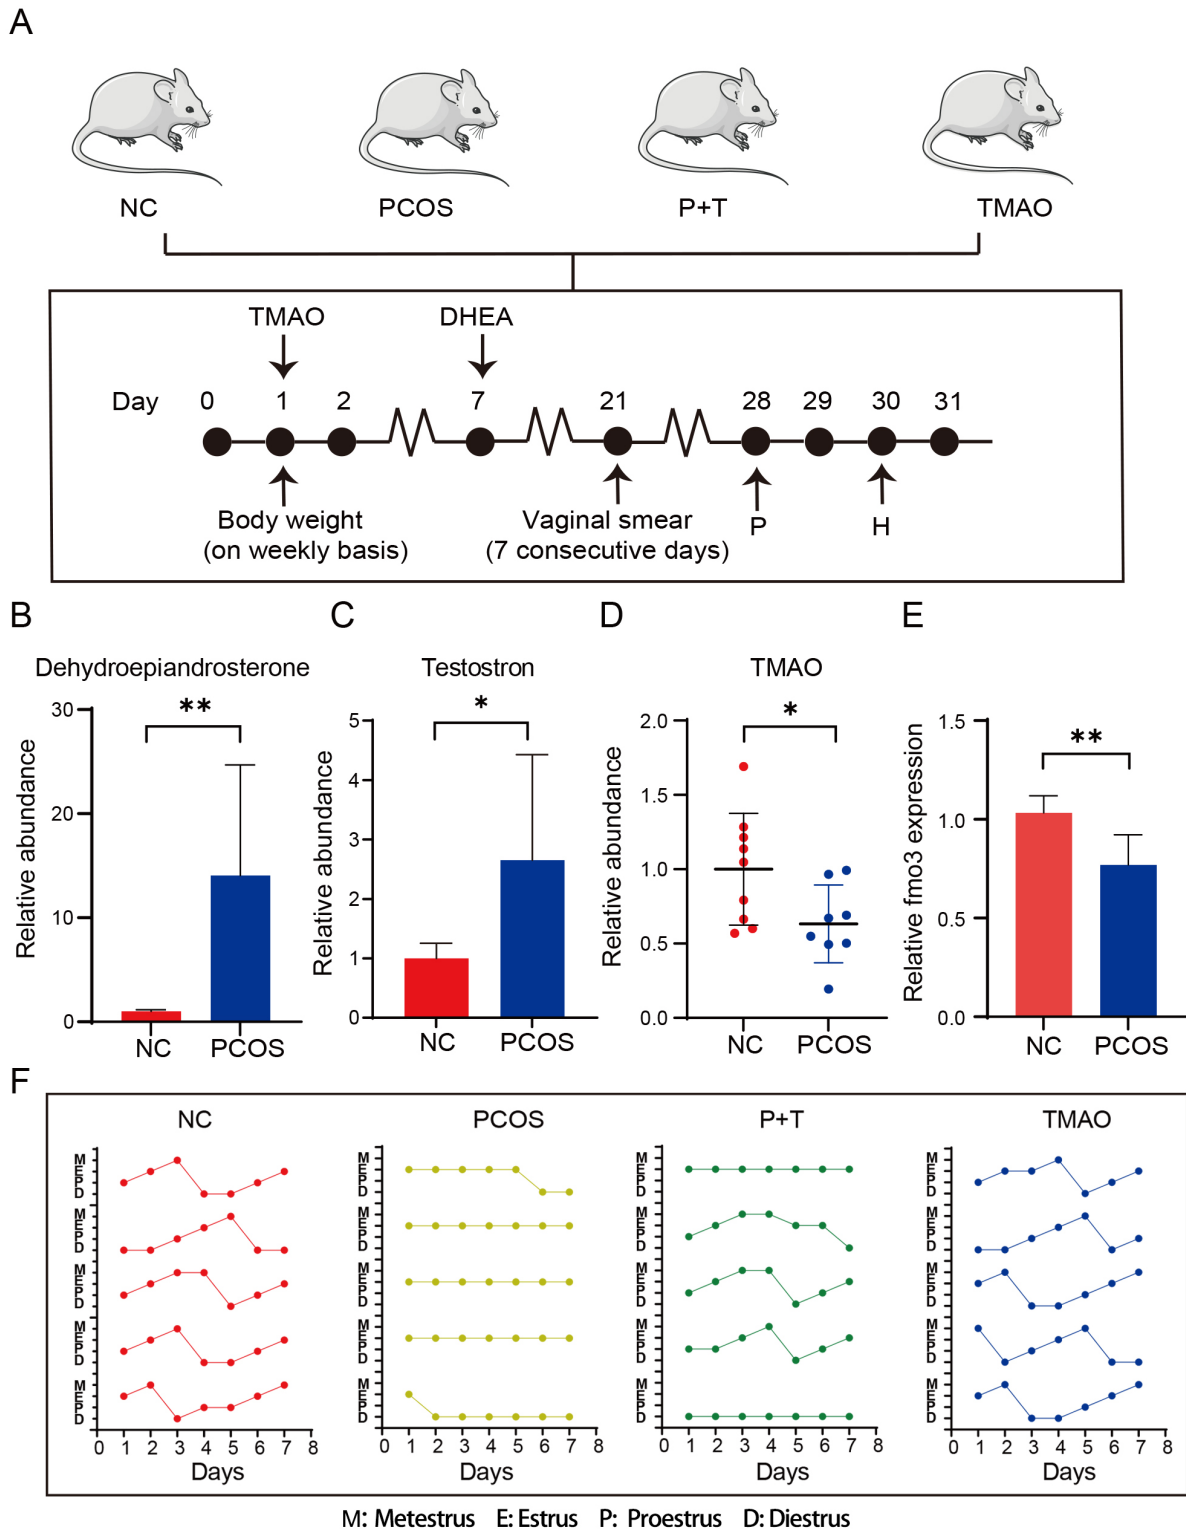 A
NC PCOS P+T TMAO
TMAO DHEA
Day 0 1 2 7 21 28 29 30 31
Body weight
(on weekly basis)
Vaginal smear
(7 consecutive days)
P H
B
Dehydroepiandrosterone
**
Relative abundance
30
20
10
0
NC PCOS
C
Testostron
*
Relative abundance
5
4
3
2
1
0
NC PCOS
D
TMAO
*
Relative abundance
2.0
1.5
1.0
0.5
0.0
NC PCOS
E
**
Relative fmo3 expression
1.5
1.0
0.5
0.0
NC PCOS
F
NC
M
E
P
D
M
E
P
D
M
E
P
D
M
E
P
D
M
E
P
D
0 1 2 3 4 5 6 7 8
Days
PCOS
M
E
P
D
M
E
P
D
M
E
P
D
M
E
P
D
M
E
P
D
0 1 2 3 4 5 6 7 8
Days
P+T
M
E
P
D
M
E
P
D
M
E
P
D
M
E
P
D
M
E
P
D
0 1 2 3 4 5 6 7 8
Days
TMAO
M
E
P
D
M
E
P
D
M
E
P
D
M
E
P
D
M
E
P
D
0 1 2 3 4 5 6 7 8
Days
M: Metestrus E: Estrus P: Proestrus D: Diestrus